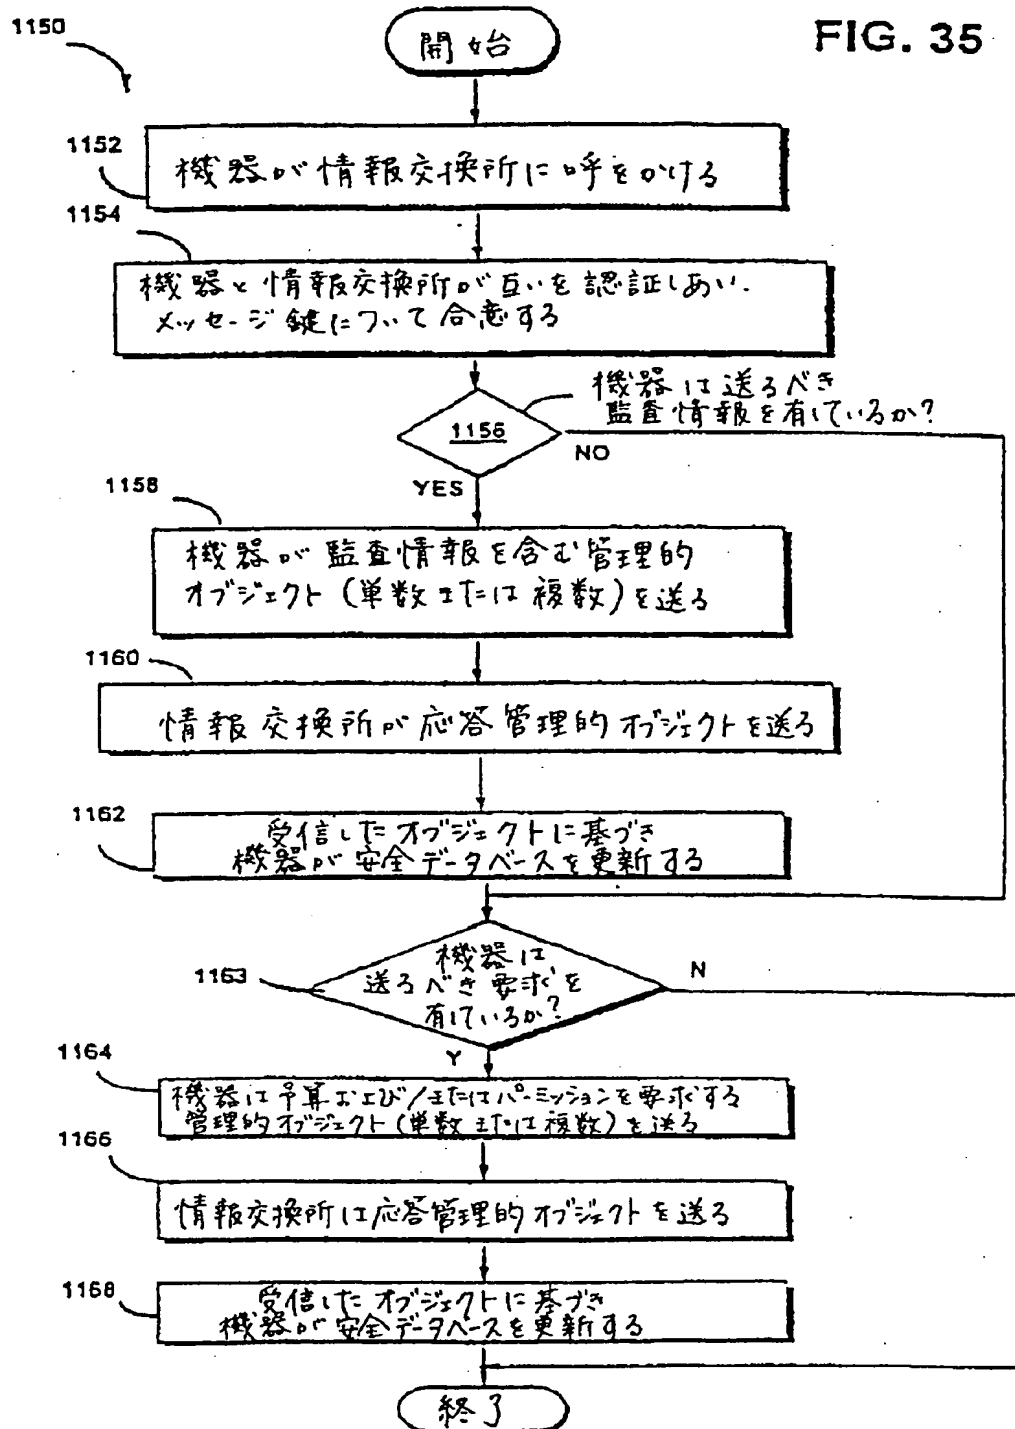 1150
FIG. 35
開始
1152
機器が情報交換所に呼をかける
1154
機器と情報交換所が互いを認証しあい、
メッセージ鍵について合意する
機器は送るべき
監査情報を有しているか?
1156
NO
YES
1158
機器が監査情報を含む管理的
オブジェクト(単数または複数)を送る
1160
情報交換所が応答管理的オブジェクトを送る
1162
受信したオブジェクトに基づき
機器が安全データベースを更新する
1163
機器は
送るべき要求を
有しているか?
N
Y
1164
機器は予算および/またはパーミッションを要求する
管理的オブジェクト(単数または複数)を送る
1166
情報交換所は応答管理的オブジェクトを送る
1168
受信したオブジェクトに基づき
機器が安全データベースを更新する
終了